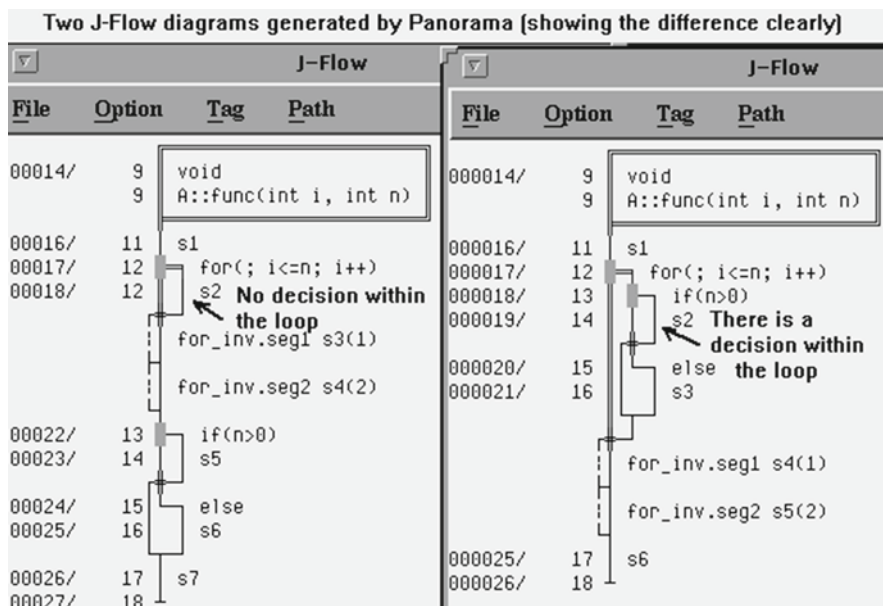 Two J-Flow diagrams generated by Panorama (showing the difference clearly)
J-Flow
File Option Tag Path
00014/ 9 void
9 A::func(int i, int n)
00016/ 11 s1
00017/ 12 for(; i<=n; i++)
00018/ 12 s2
No decision within
the loop
for_inv.seg1 s3(1)
for_inv.seg2 s4(2)
00022/ 13 if(n>0)
00023/ 14 s5
00024/ 15 else
00025/ 16 s6
00026/ 17 s7
00027/ 18
J-Flow
File Option Tag Path
000014/ 9 void
9 A::func(int i, int n)
000016/ 11 s1
000017/ 12 for(; i<=n; i++)
000018/ 13 if(n>0)
000019/ 14 s2
There is a
decision within
the loop
000020/ 15 else
000021/ 16 s3
for_inv.seg1 s4(1)
for_inv.seg2 s5(2)
000025/ 17 s6
000026/ 18